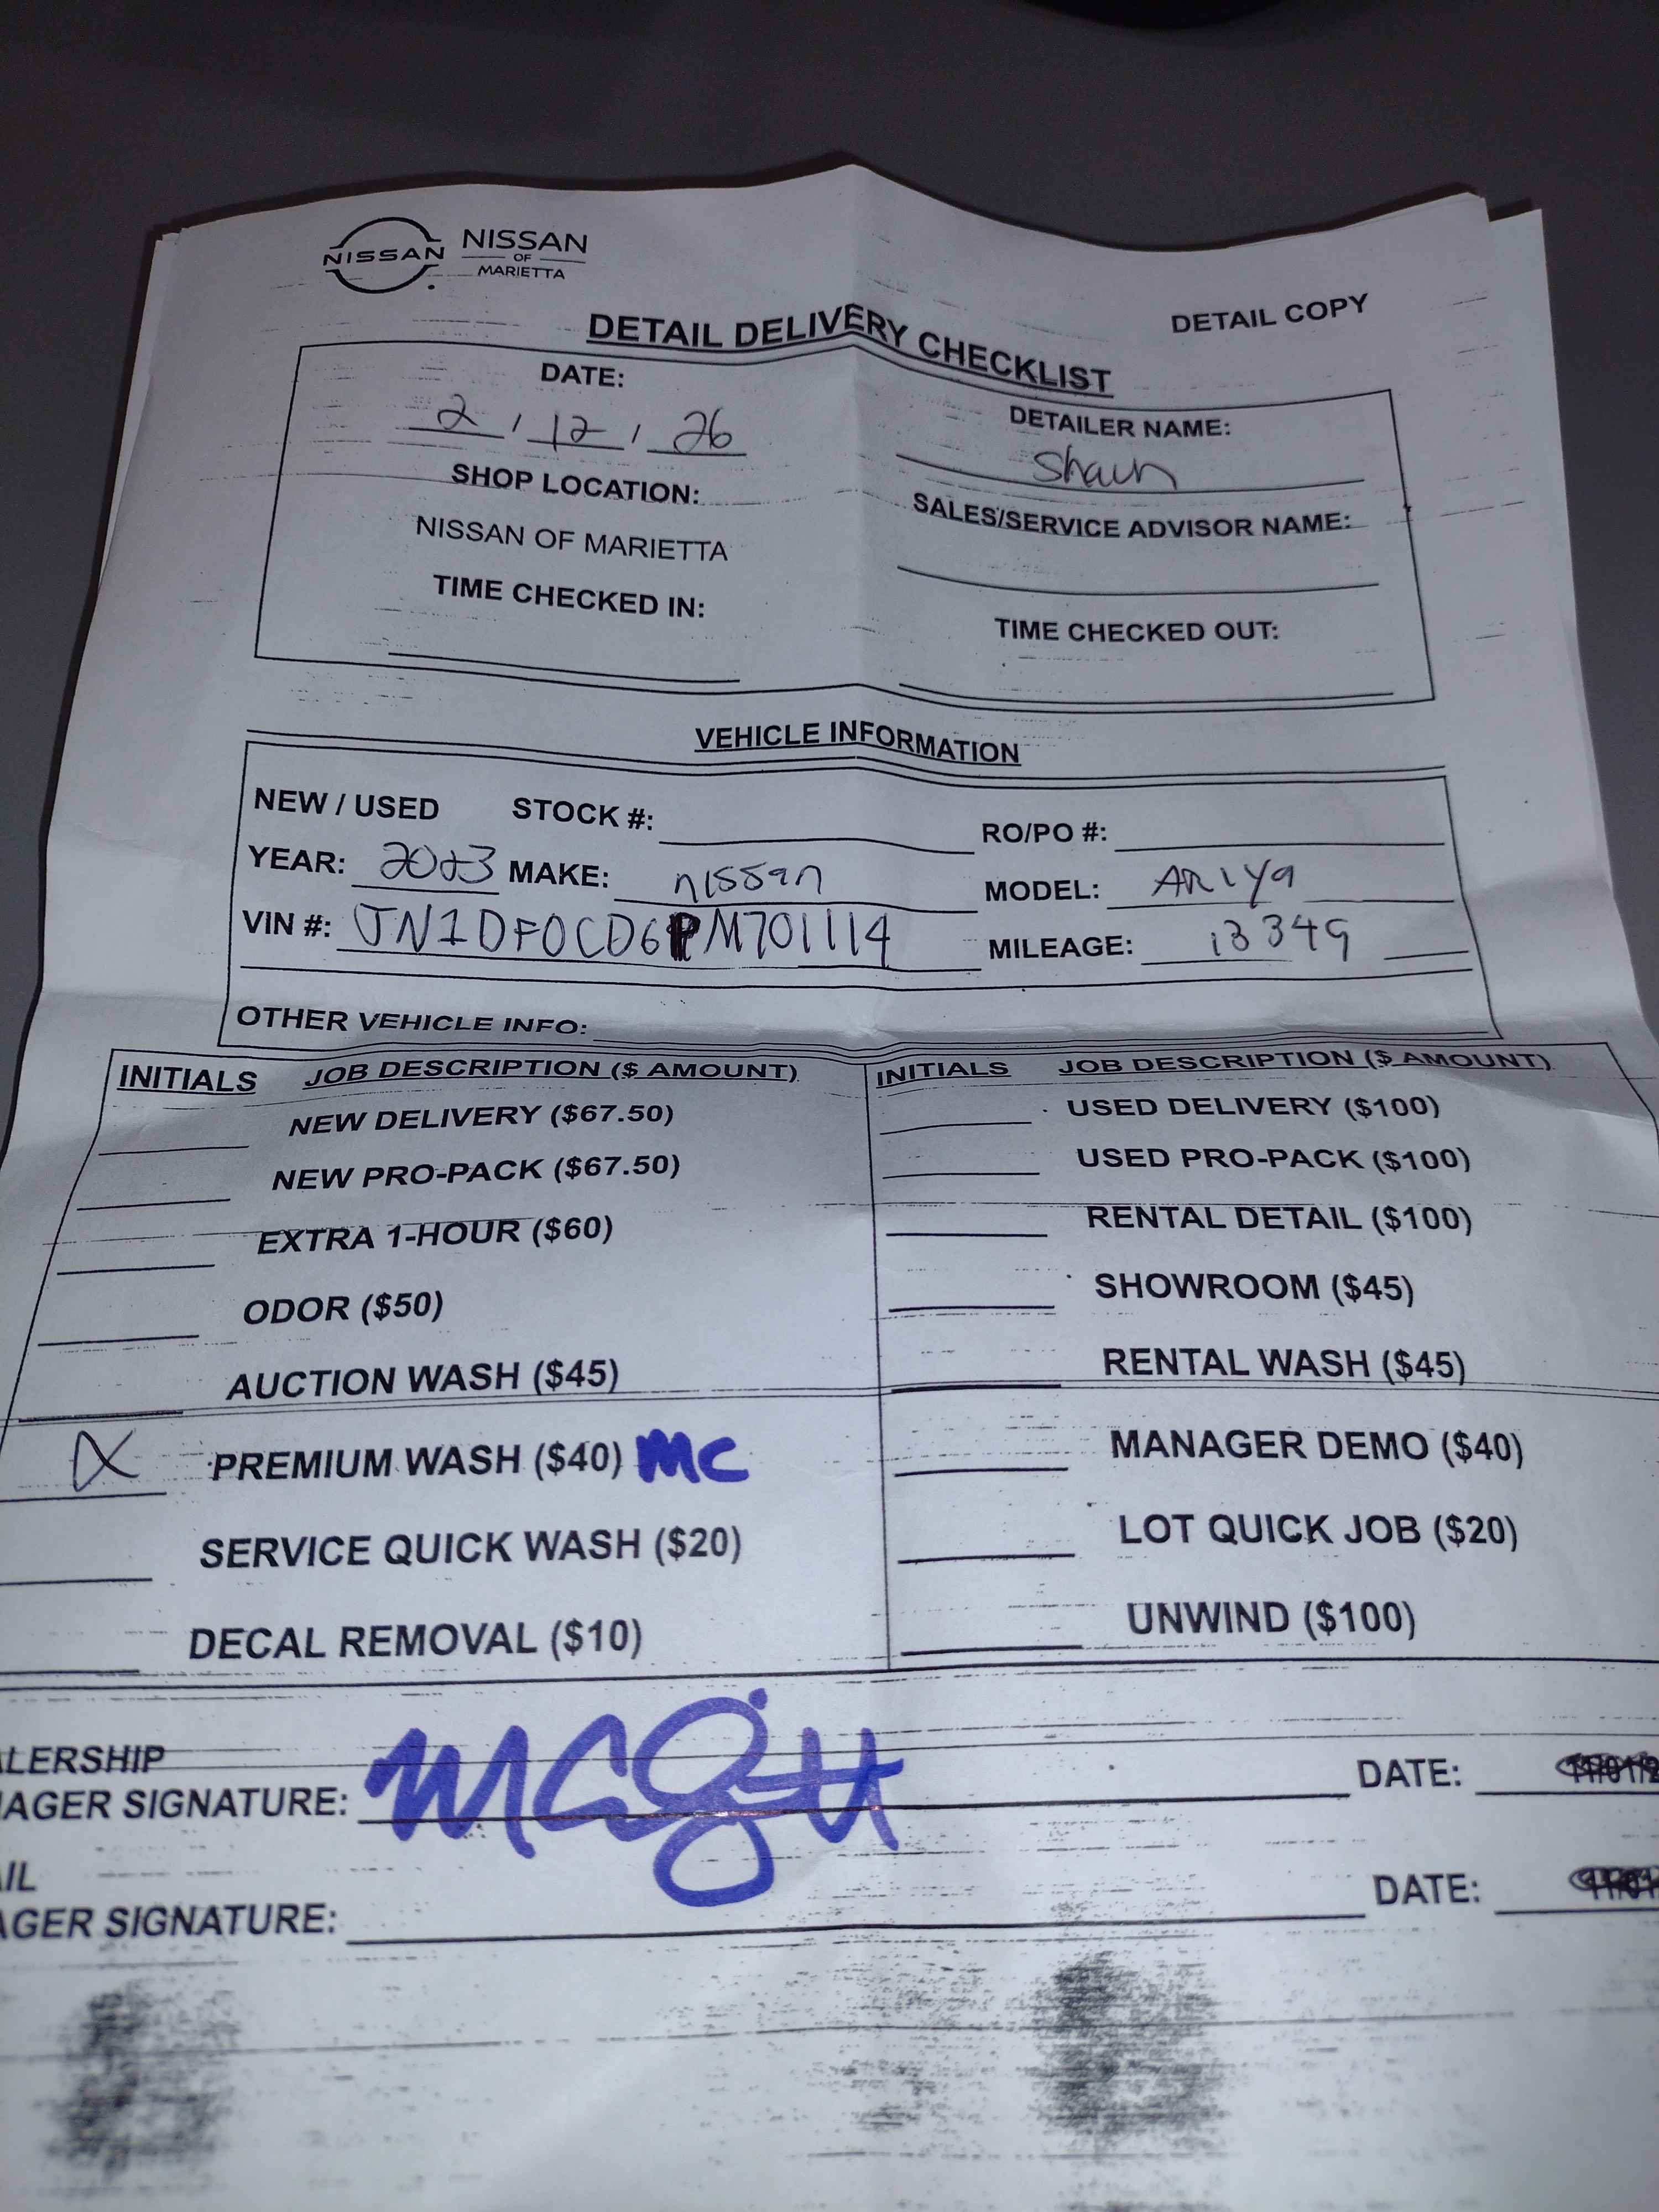 NISSAN NISSAN
OF
MARIETTA
DETAIL COPY
DETAIL DELIVERY CHECKLIST
DATE:
2 / 12 / 26
DETAILER NAME:
Shaun
SHOP LOCATION:
NISSAN OF MARIETTA
SALES/SERVICE ADVISOR NAME:
TIME CHECKED IN:
TIME CHECKED OUT:
VEHICLE INFORMATION
NEW / USED STOCK #: RO/PO #:
YEAR: 2023 MAKE: nissan MODEL: ARIYA
VIN #: JN1DF0CD6PM701114 MILEAGE: 13349
OTHER VEHICLE INFO:
INITIALS JOB DESCRIPTION ($ AMOUNT) INITIALS JOB DESCRIPTION ($ AMOUNT)
NEW DELIVERY ($67.50) USED DELIVERY ($100)
NEW PRO-PACK ($67.50) USED PRO-PACK ($100)
EXTRA 1-HOUR ($60) RENTAL DETAIL ($100)
ODOR ($50) SHOWROOM ($45)
AUCTION WASH ($45) RENTAL WASH ($45)
X PREMIUM WASH ($40) MC MANAGER DEMO ($40)
SERVICE QUICK WASH ($20) LOT QUICK JOB ($20)
DECAL REMOVAL ($10) UNWIND ($100)
LERSHIP
AGER SIGNATURE: DATE:
IL
AGER SIGNATURE: DATE: